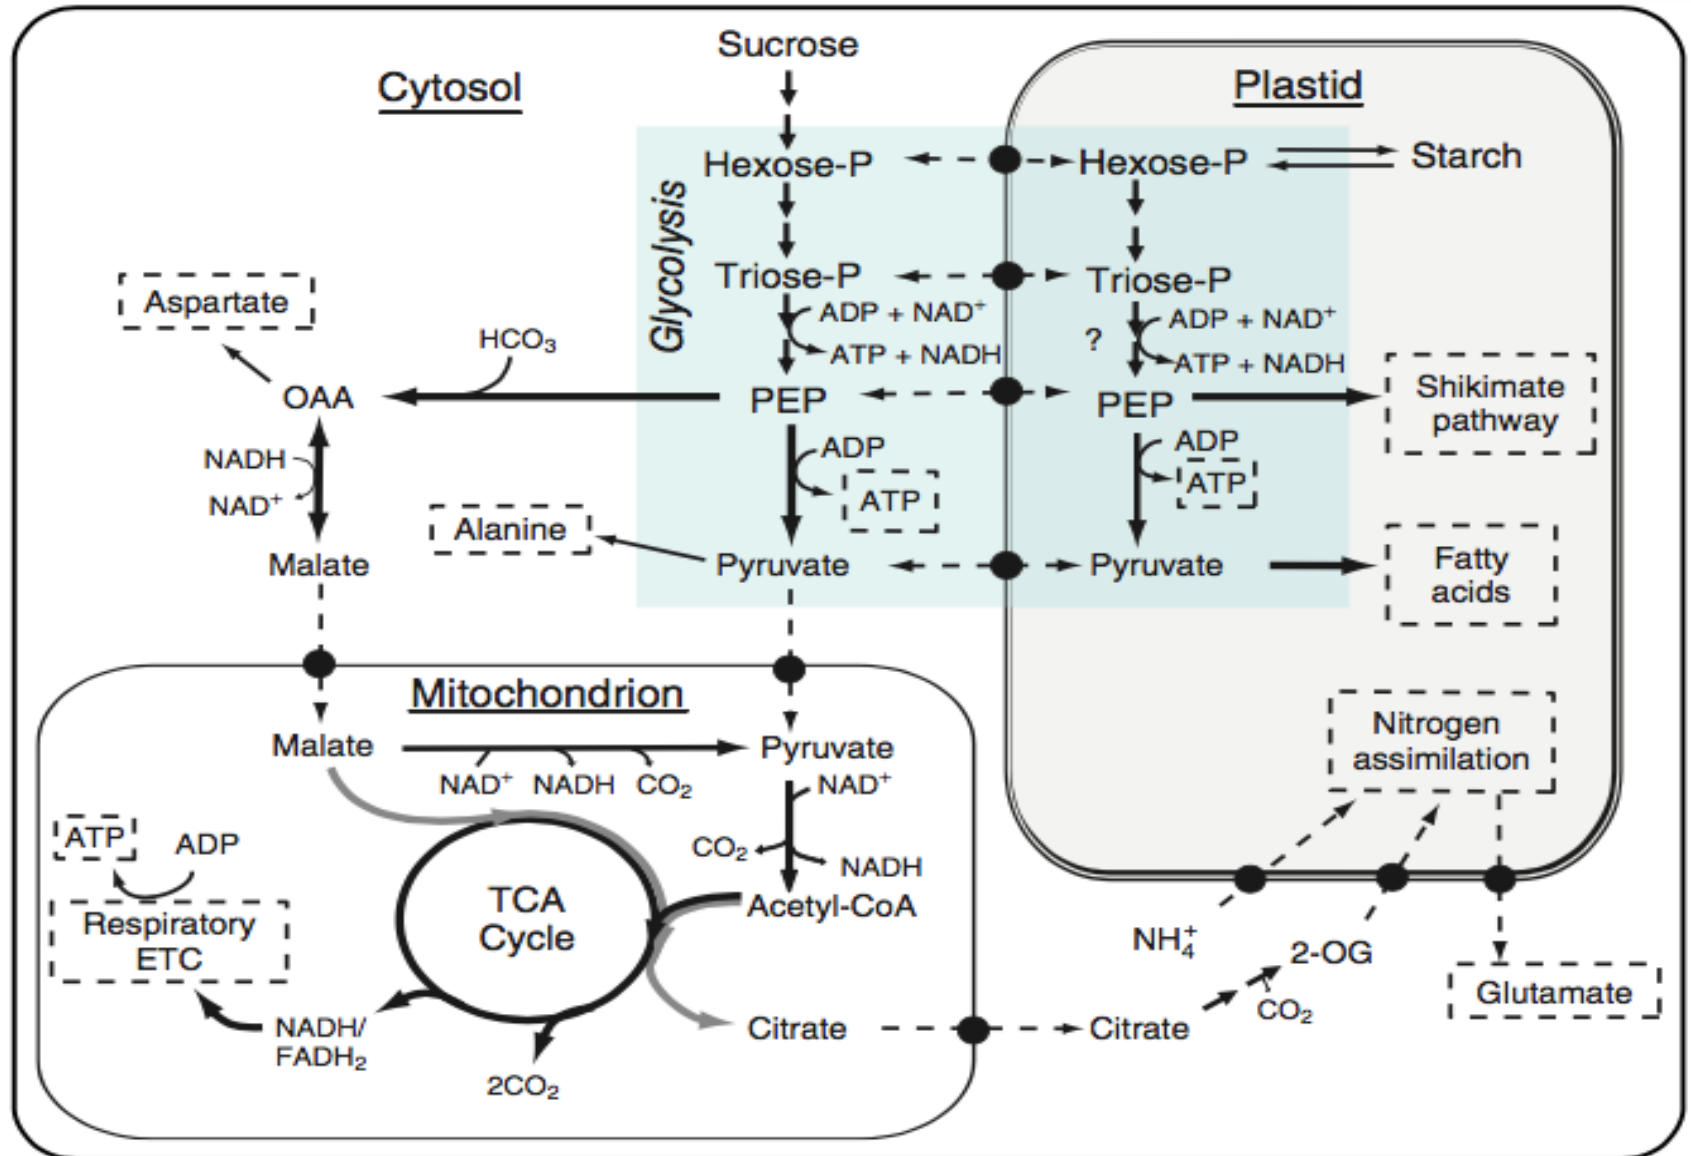 Sucrose
Cytosol
Plastid
Hexose-P
Hexose-P
Starch
Glycolysis
Triose-P
Triose-P
Aspartate
ADP + NAD⁺
ADP + NAD⁺
HCO₃
?
ATP + NADH
ATP + NADH
OAA
PEP
PEP
Shikimate
pathway
NADH
ADP
ADP
NAD⁺
ATP
ATP
Alanine
Malate
Pyruvate
Pyruvate
Fatty
acids
Mitochondrion
Nitrogen
assimilation
Malate
Pyruvate
NAD⁺
NADH
CO₂
NAD⁺
ATP
ADP
CO₂
NADH
TCA
Cycle
Acetyl-CoA
Respiratory
ETC
NH₄⁺
2-OG
Glutamate
CO₂
NADH/
FADH₂
Citrate
Citrate
2CO₂